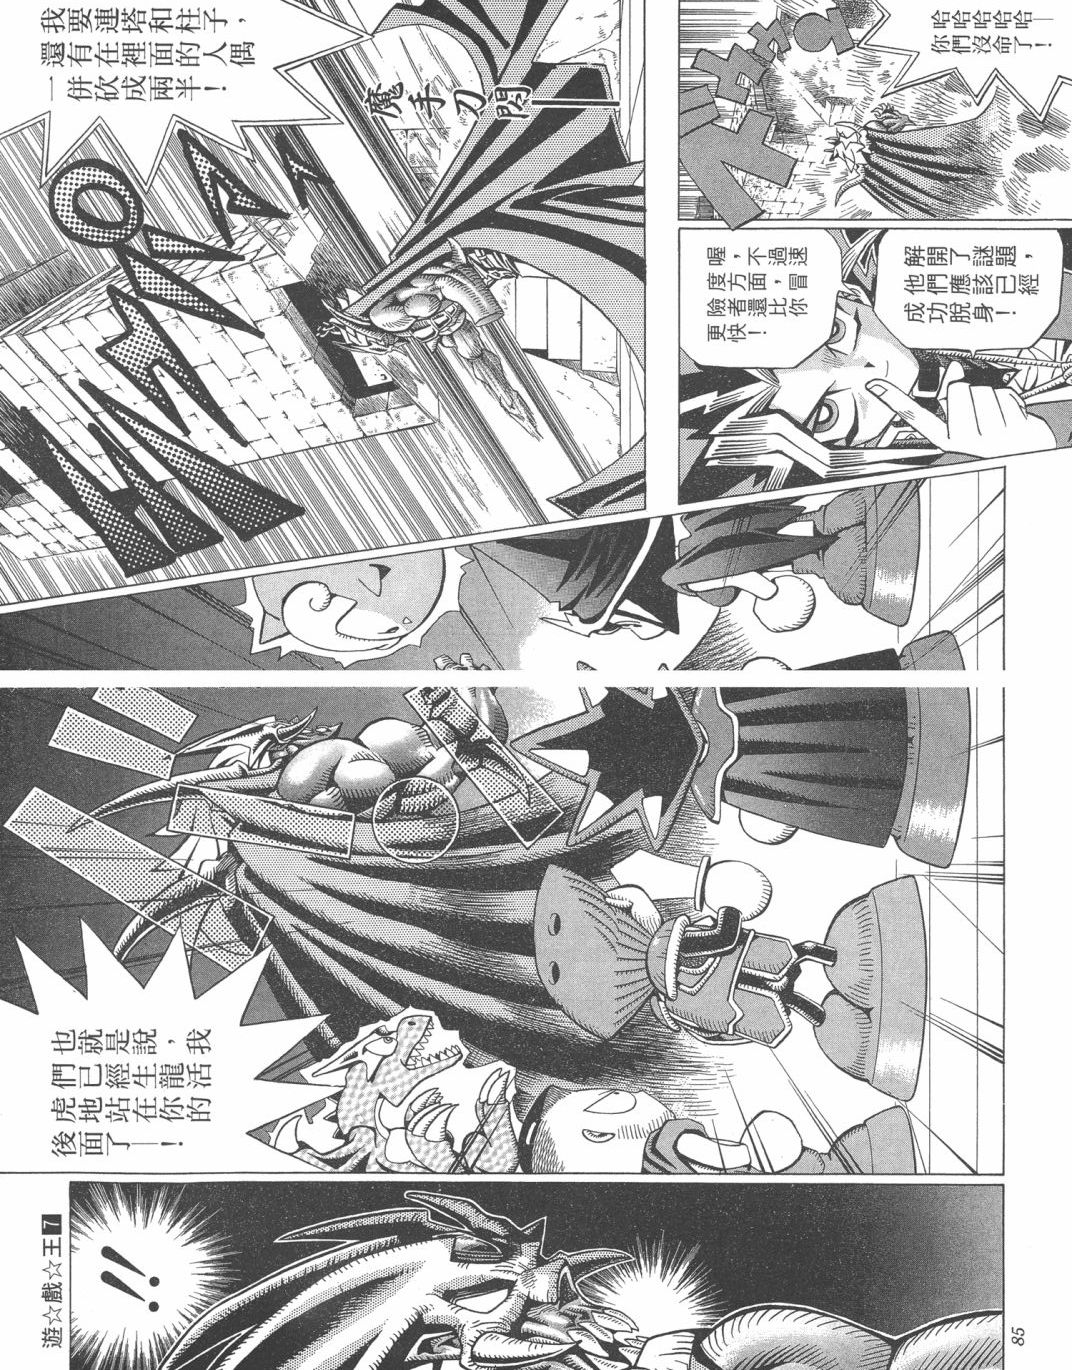 我要連塔和柱子，
還有在裡面的人偶
一併砍成兩半！
魔手刀閃—
哈哈哈哈哈—
你們沒命了！
解開了謎題，
他們應該已經
成功脫身！
喔，不過速
度方面，冒
險者還比你
更快！
也就是說，我
們已經生龍活
虎地站在你的
後面了—！
!!
遊☆戲☆王7
85